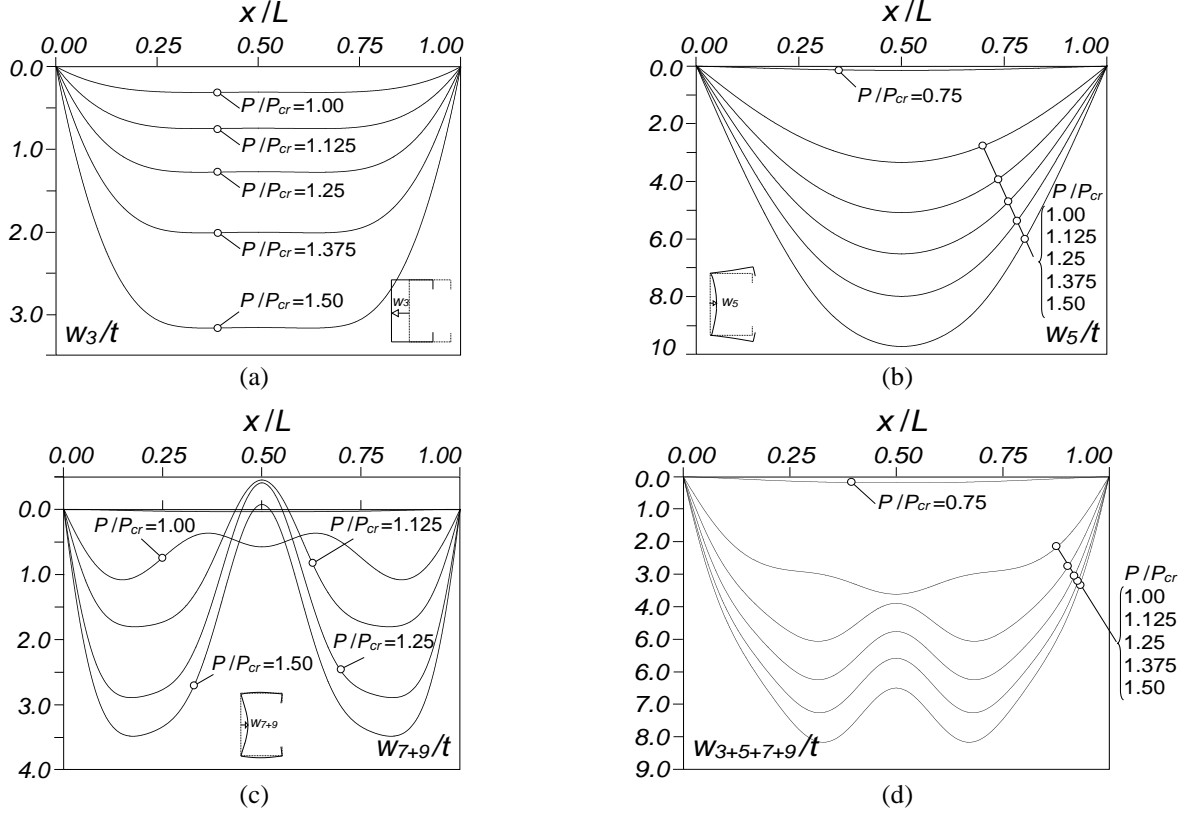 x/L
0.00 0.25 0.50 0.75 1.00
0.0
1.0
2.0
3.0
P/Pcr=1.00
P/Pcr=1.125
P/Pcr=1.25
P/Pcr=1.375
P/Pcr=1.50
w3
w3/t
(a)
x/L
0.00 0.25 0.50 0.75 1.00
0.0
2.0
4.0
6.0
8.0
10
P/Pcr=0.75
P/Pcr
1.00
1.125
1.25
1.375
1.50
w5
w5/t
(b)
x/L
0.00 0.25 0.50 0.75 1.00
0.0
1.0
2.0
3.0
4.0
P/Pcr=1.00
P/Pcr=1.125
P/Pcr=1.25
P/Pcr=1.50
w7+9
w7+9/t
(c)
x/L
0.00 0.25 0.50 0.75 1.00
0.0
1.0
2.0
3.0
4.0
6.0
6.0
7.0
8.0
9.0
P/Pcr=0.75
P/Pcr
1.00
1.125
1.25
1.375
1.50
w3+5+7+9/t
(d)